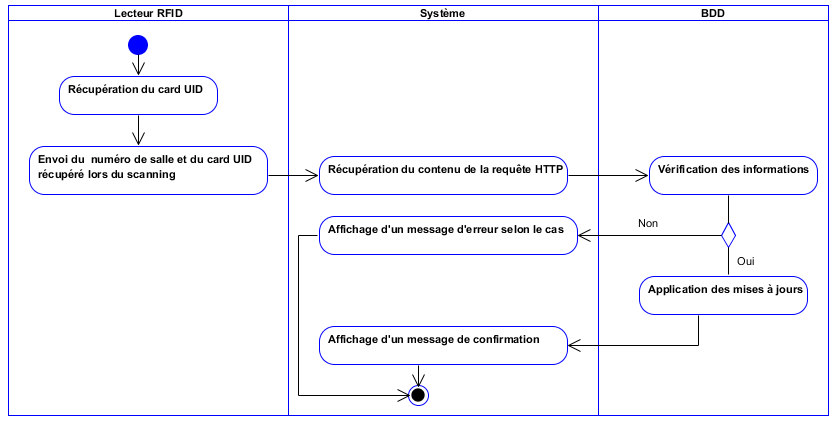 Lecteur RFID
Système
BDD
Récupération du card UID
Envoi du numéro de salle et du card UID
récupéré lors du scanning
Récupération du contenu de la requête HTTP
Vérification des informations
Affichage d'un message d'erreur selon le cas
Non
Oui
Application des mises à jours
Affichage d'un message de confirmation